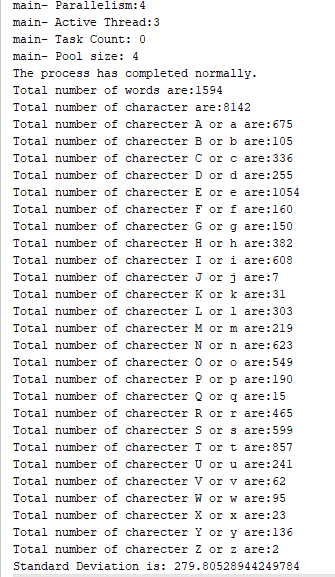 main- Parallelism:4
main- Active Thread:3
main- Task Count: 0
main- Pool size: 4
The process has completed normally.
Total number of words are:1594
Total number of character are:8142
Total number of charecter A or a are:675
Total number of charecter B or b are:105
Total number of charecter C or c are:336
Total number of charecter D or d are:255
Total number of charecter E or e are:1054
Total number of charecter F or f are:160
Total number of charecter G or g are:150
Total number of charecter H or h are:382
Total number of charecter I or i are:608
Total number of charecter J or j are:7
Total number of charecter K or k are:31
Total number of charecter L or l are:303
Total number of charecter M or m are:219
Total number of charecter N or n are:623
Total number of charecter O or o are:549
Total number of charecter P or p are:190
Total number of charecter Q or q are:15
Total number of charecter R or r are:465
Total number of charecter S or s are:599
Total number of charecter T or t are:857
Total number of charecter U or u are:241
Total number of charecter V or v are:62
Total number of charecter W or w are:95
Total number of charecter X or x are:23
Total number of charecter Y or y are:136
Total number of charecter Z or z are:2
Standard Deviation is: 279.80528944249784